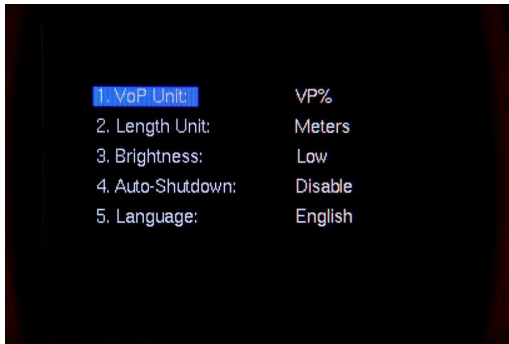 1. VoP Unit: VP%
2. Length Unit: Meters
3. Brightness: Low
4. Auto-Shutdown: Disable
5. Language: English